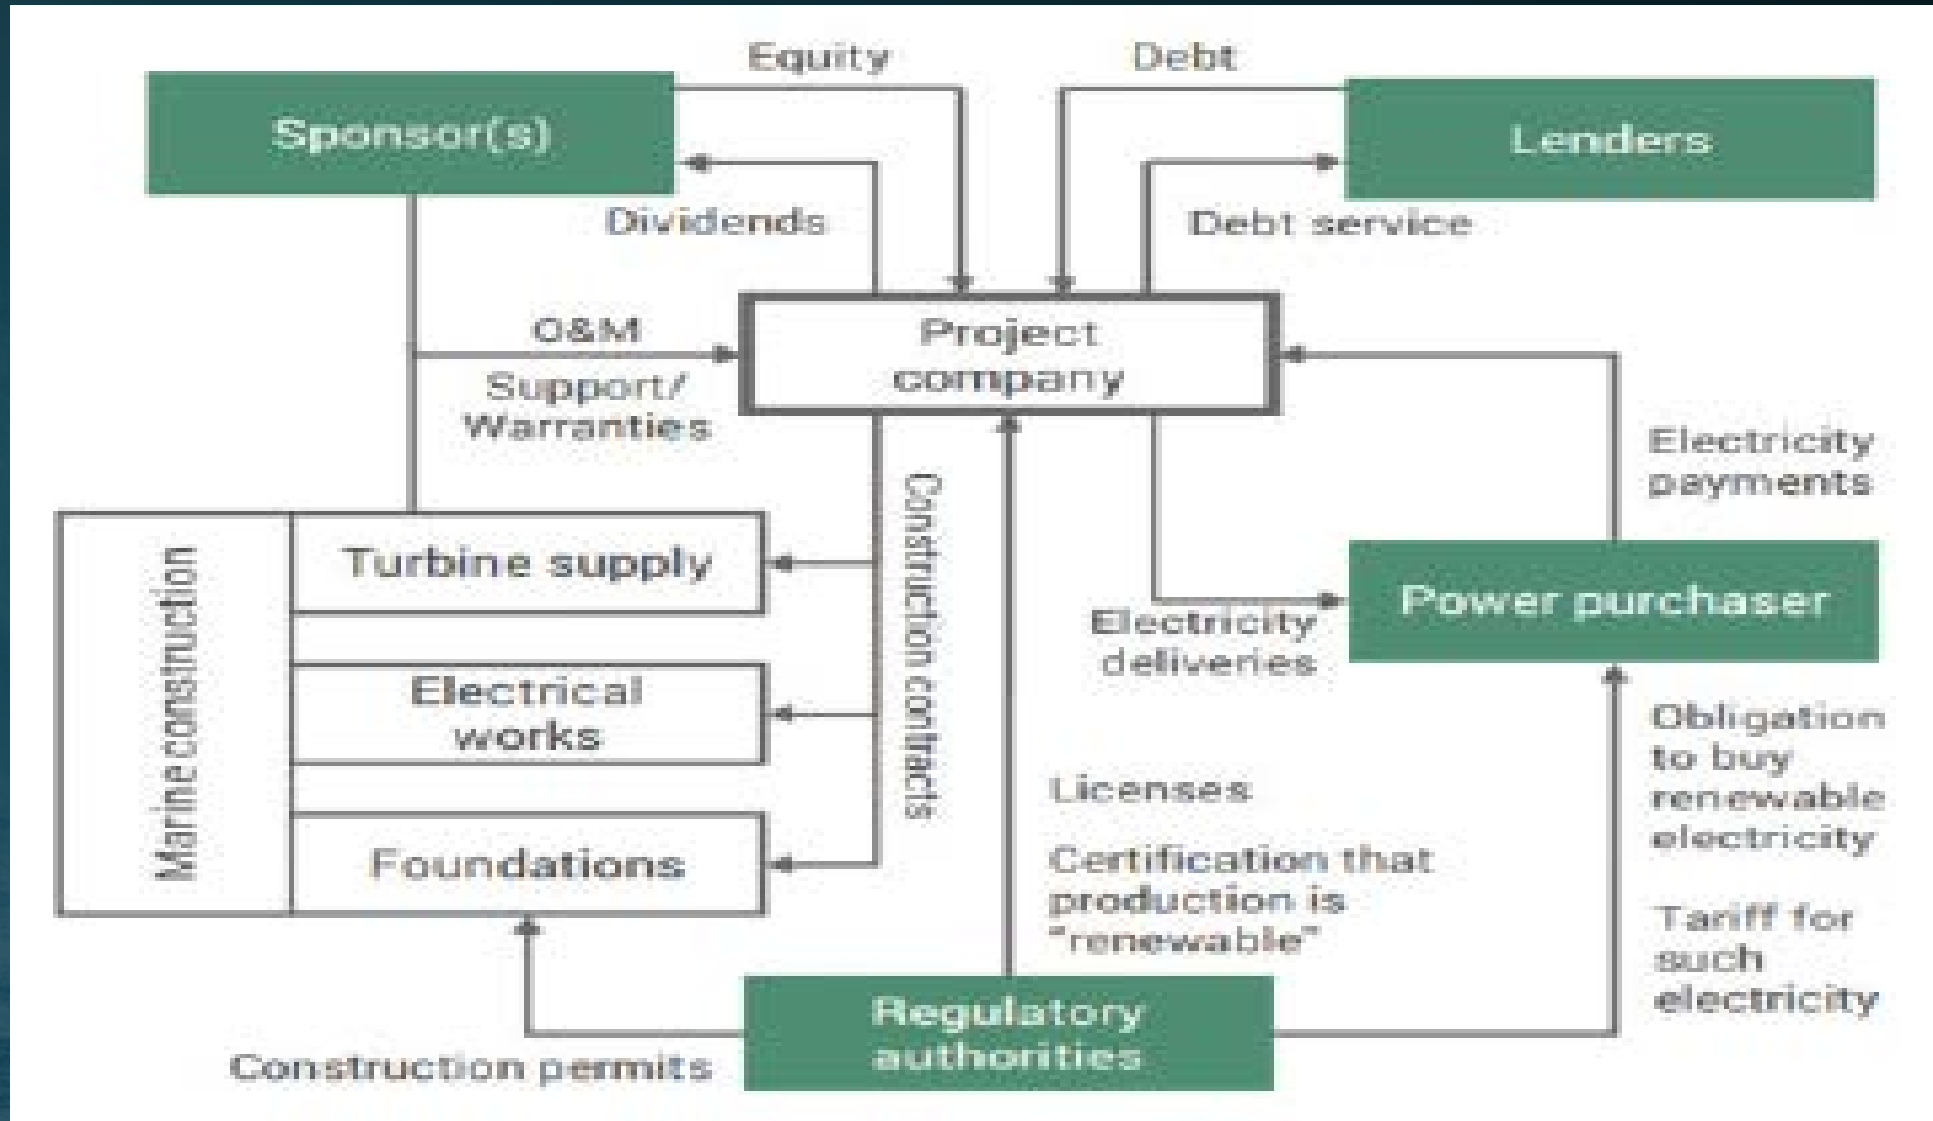 Equity
Debt
Sponsor(s)
Lenders
Dividends
Debt service
O&M
Support/
Warranties
Project
company
Electricity
payments
Construction contracts
Marine construction
Turbine supply
Electrical
works
Foundations
Electricity
deliveries
Power purchaser
Obligation
to buy
renewable
electricity
Tariff for
such
electricity
Licenses
Certification that
production is
"renewable"
Regulatory
authorities
Construction permits